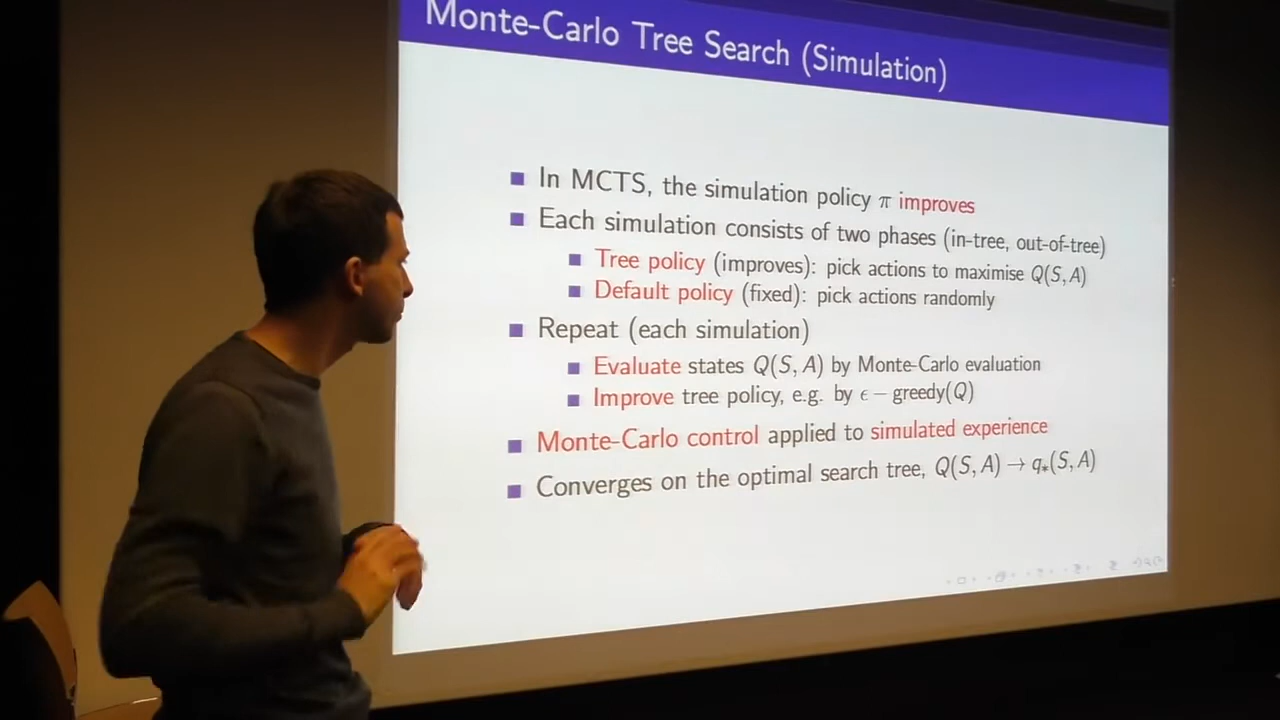 Monte-Carlo Tree Search (Simulation)
In MCTS, the simulation policy π improves
Each simulation consists of two phases (in-tree, out-of-tree)
Tree policy (improves): pick actions to maximise Q(S, A)
Default policy (fixed): pick actions randomly
Repeat (each simulation)
Evaluate states Q(S, A) by Monte-Carlo evaluation
Improve tree policy, e.g. by ϵ − greedy(Q)
Monte-Carlo control applied to simulated experience
Converges on the optimal search tree, Q(S, A) → q*(S, A)